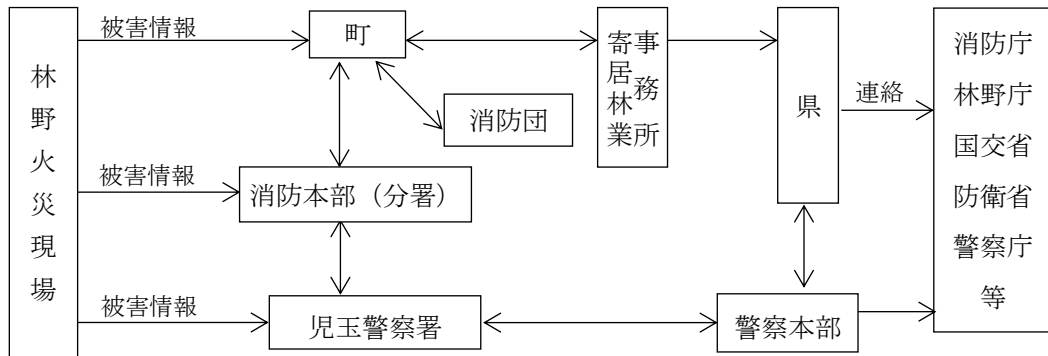 林野火災現場
被害情報
町
寄居林業
事務所
県
連絡
消防庁
林野庁
国交省
防衛省
警察庁
等
消防団
被害情報
消防本部（分署）
被害情報
児玉警察署
警察本部